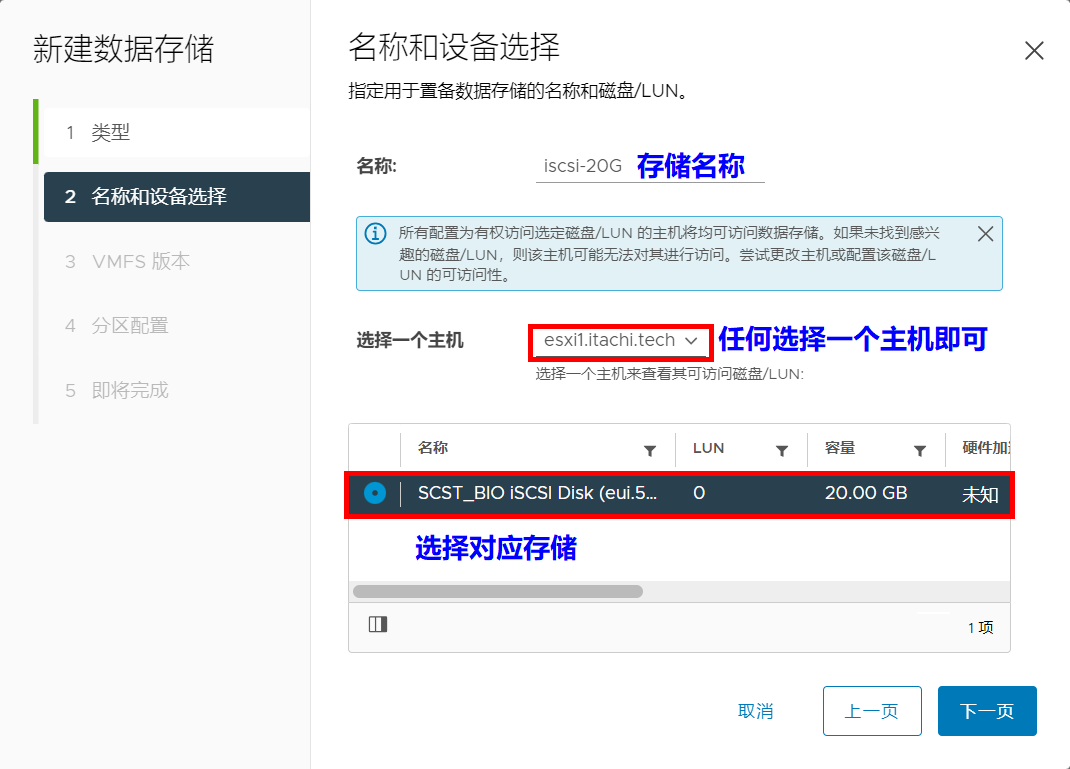 新建数据存储
1 类型
2 名称和设备选择
3 VMFS 版本
4 分区配置
5 即将完成
名称和设备选择
指定用于置备数据存储的名称和磁盘/LUN。
名称: iscsi-20G 存储名称
所有配置为有权访问选定磁盘/LUN 的主机将均可访问数据存储。如果未找到感兴
趣的磁盘/LUN，则该主机可能无法对其进行访问。尝试更改主机或配置该磁盘/L
UN 的可访问性。
选择一个主机 esxi1.itachi.tech 任何选择一个主机即可
选择一个主机来查看其可访问磁盘/LUN:
名称 LUN 容量 硬件加
SCST_BIO iSCSI Disk (eui.5... 0 20.00 GB 未知
选择对应存储
1 项
取消 上一页 下一页